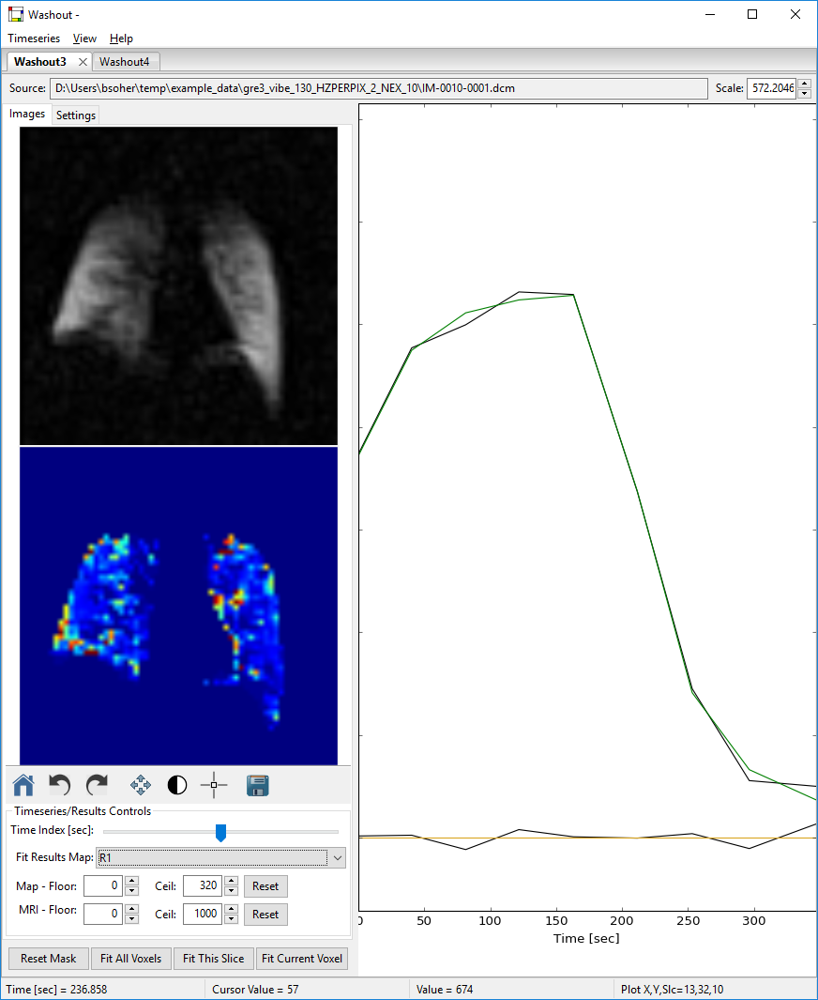 Washout -
Timeseries View Help
Washout3 Washout4
Source: D:\Users\bsoher\temp\example_data\gre3_vibe_130_HZPERPIX_2_NEX_10\IM-0010-0001.dcm Scale: 572.2046
Images Settings
Timeseries/Results Controls
Time Index [sec]:
Fit Results Map: R1
Map - Floor: 0 Ceil: 320 Reset
MRI - Floor: 0 Ceil: 1000 Reset
Reset Mask Fit All Voxels Fit This Slice Fit Current Voxel
0 50 100 150 200 250 300
Time [sec]
Time [sec] = 236.858 Cursor Value = 57 Value = 674 Plot X,Y,Slc=13,32,10